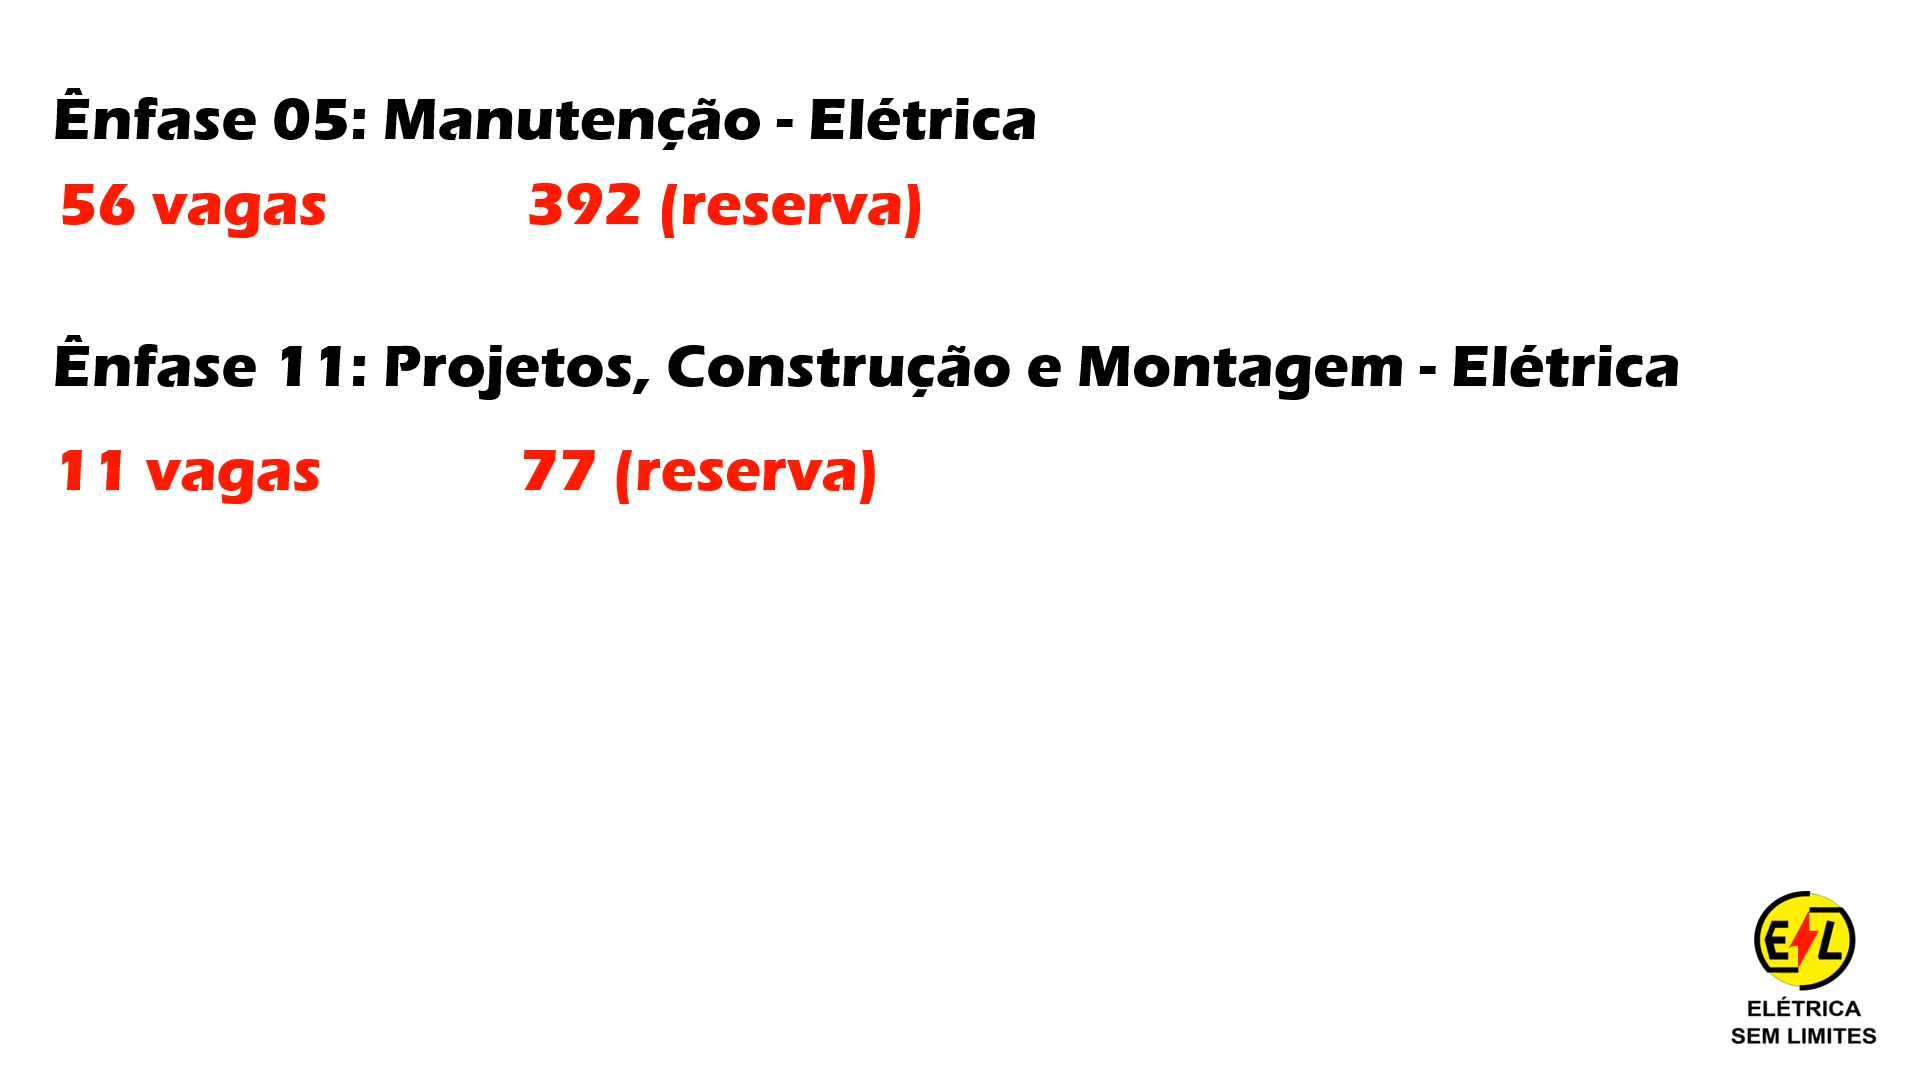 Ênfase 05: Manutenção - Elétrica
56 vagas 392 (reserva)
Ênfase 11: Projetos, Construção e Montagem - Elétrica
11 vagas 77 (reserva)
E L
ELÉTRICA
SEM LIMITES